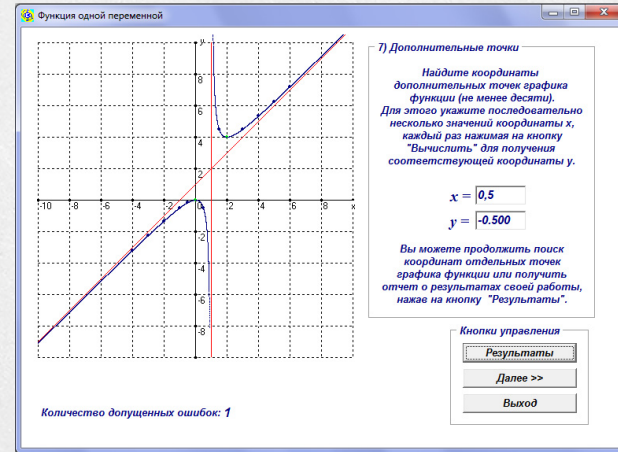 Функция одной переменной
7) Дополнительные точки
Найдите координаты
дополнительных точек графика
функции (не менее десяти).
Для этого укажите последовательно
несколько значений координаты x,
каждый раз нажимая на кнопку
"Вычислить" для получения
соответствующей координаты y.
x = 0,5
y = -0.500
Вы можете продолжить поиск
координат отдельных точек
графика функции или получить
отчет о результатах своей работы,
нажав на кнопку "Результаты".
Кнопки управления
Результаты
Далее >>
Выход
y
8
6
4
2
-10 -8 -6 -4 -2 0 2 4 6 8 x
-2
-4
-6
-8
Количество допущенных ошибок: 1